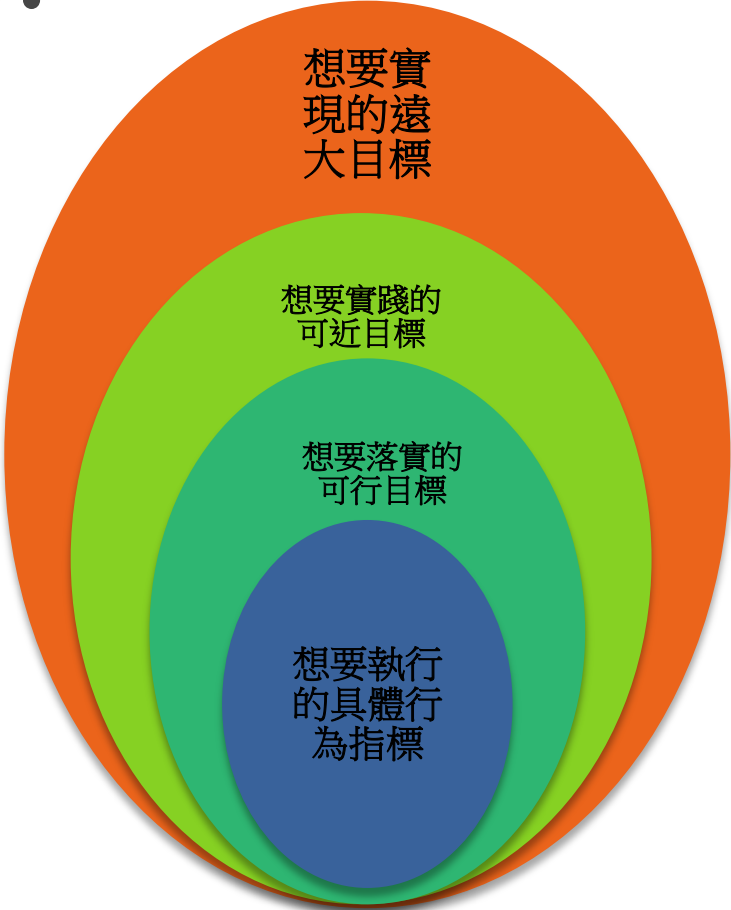 想要實
現的遠
大目標
想要實踐的
可近目標
想要落實的
可行目標
想要執行
的具體行
為指標